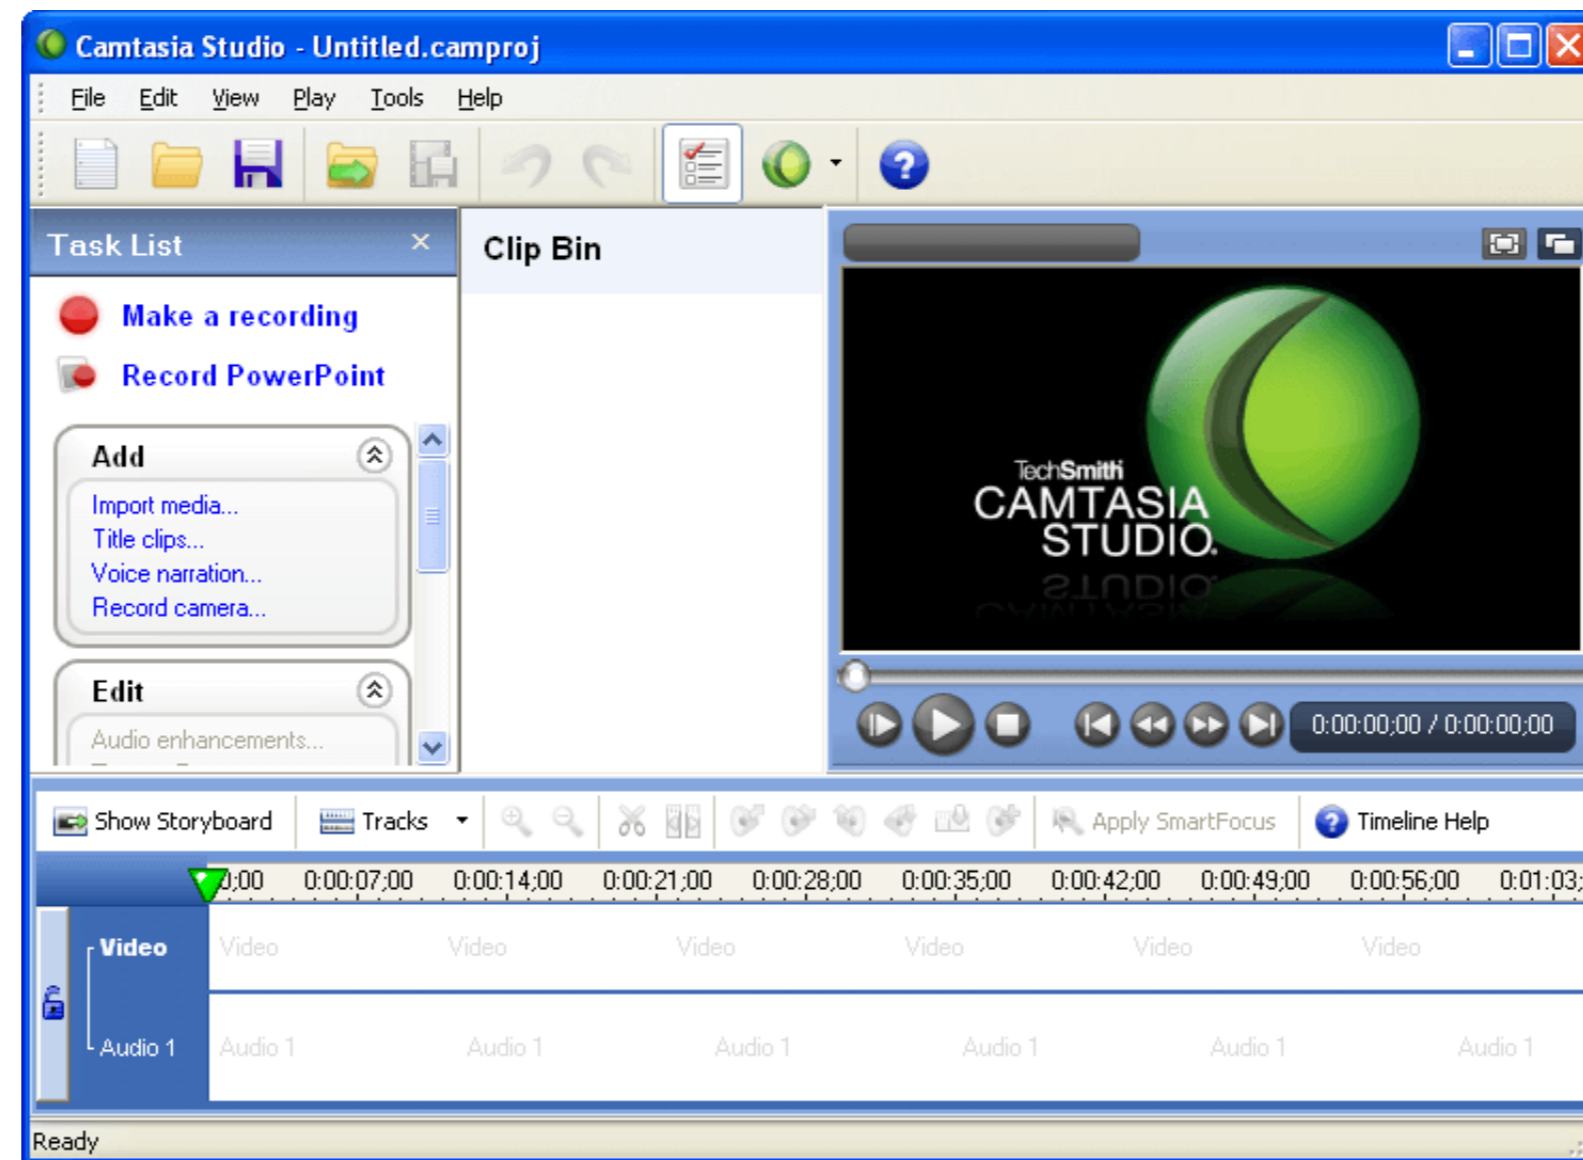 Camtasia Studio - Untitled.camproj
File Edit View Play Tools Help
Task List
Make a recording
Record PowerPoint
Add
Import media...
Title clips...
Voice narration...
Record camera...
Edit
Audio enhancements...
Clip Bin
TechSmith
CAMTASIA
STUDIO.
0:00:00;00 / 0:00:00;00
Show Storyboard Tracks Apply SmartFocus Timeline Help
0;00 0:00:07;00 0:00:14;00 0:00:21;00 0:00:28;00 0:00:35;00 0:00:42;00 0:00:49;00 0:00:56;00 0:01:03;
Video Video Video Video Video Video Video
Audio 1 Audio 1 Audio 1 Audio 1 Audio 1 Audio 1 Audio 1
Ready